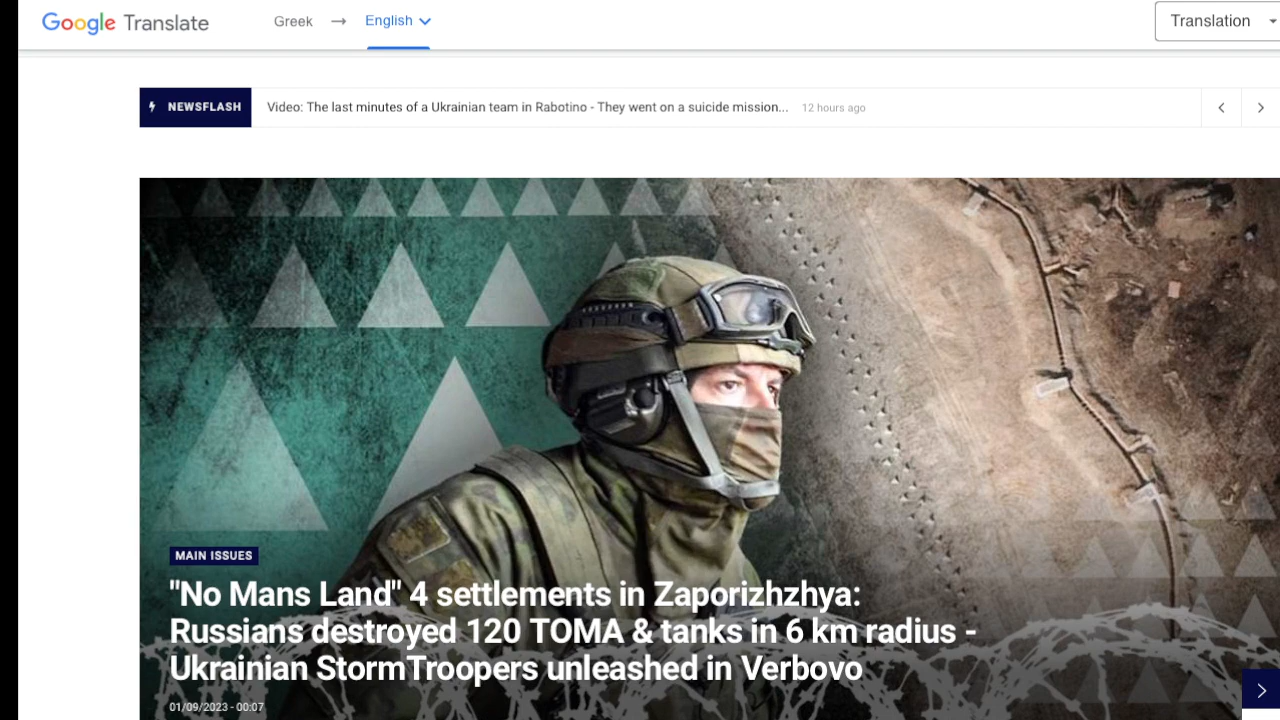 Google Translate
Greek → English
Translation
NEWSFLASH
Video: The last minutes of a Ukrainian team in Rabotino - They went on a suicide mission... 12 hours ago
MAIN ISSUES
"No Mans Land" 4 settlements in Zaporizhzhya:
Russians destroyed 120 TOMA & tanks in 6 km radius -
Ukrainian StormTroopers unleashed in Verbovo
01/09/2023 - 00:07